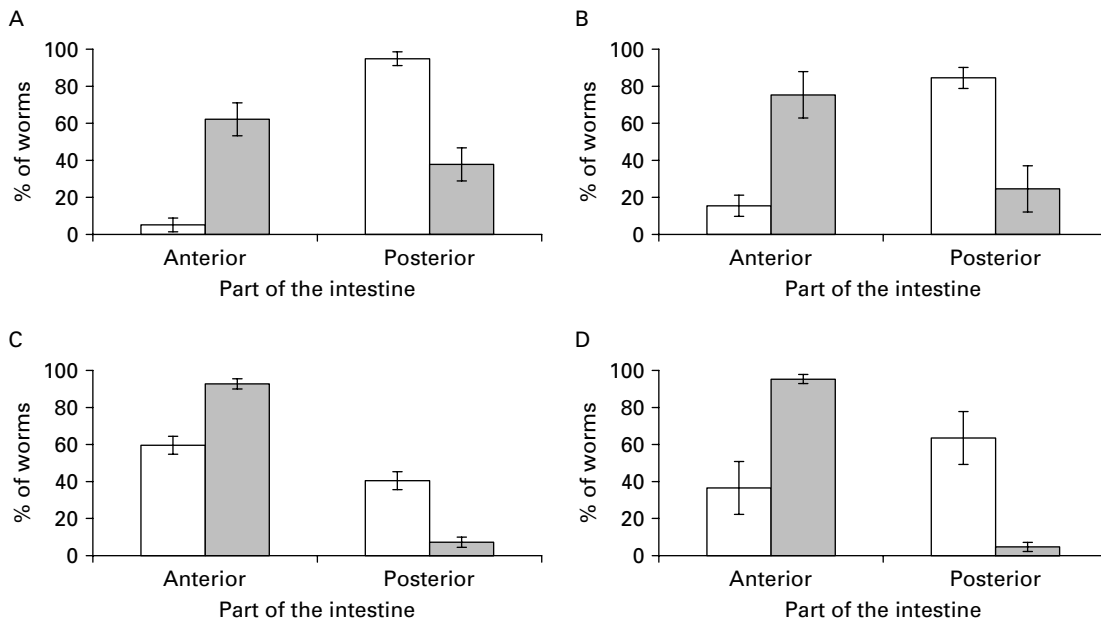 A
% of worms
100
80
60
40
20
0
Anterior Posterior
Part of the intestine
B
% of worms
100
80
60
40
20
0
Anterior Posterior
Part of the intestine
C
% of worms
100
80
60
40
20
0
Anterior Posterior
Part of the intestine
D
% of worms
100
80
60
40
20
0
Anterior Posterior
Part of the intestine